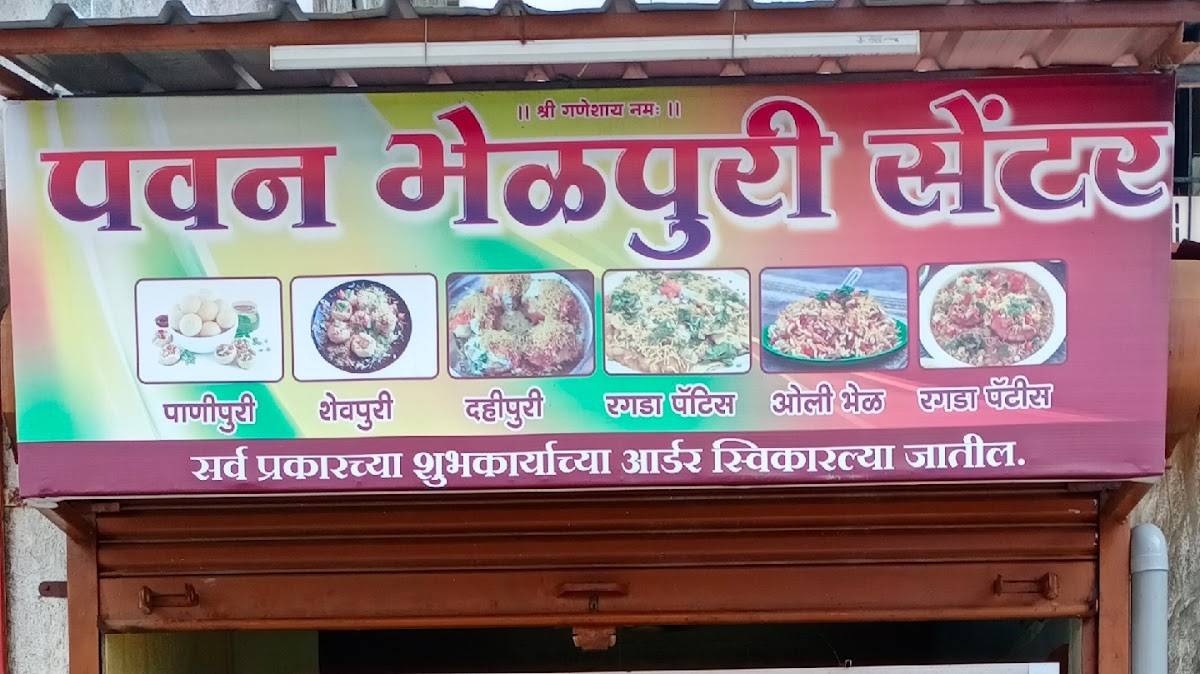 ।। श्री गणेशाय नमः ।।
पवन भेळपुरी सेंटर
पाणीपुरी शेवपुरी दहीपुरी रगडा पॅटिस ओली भेळ रगडा पॅटीस
सर्व प्रकारच्या शुभकार्याच्या आर्डर स्विकारल्या जातील.